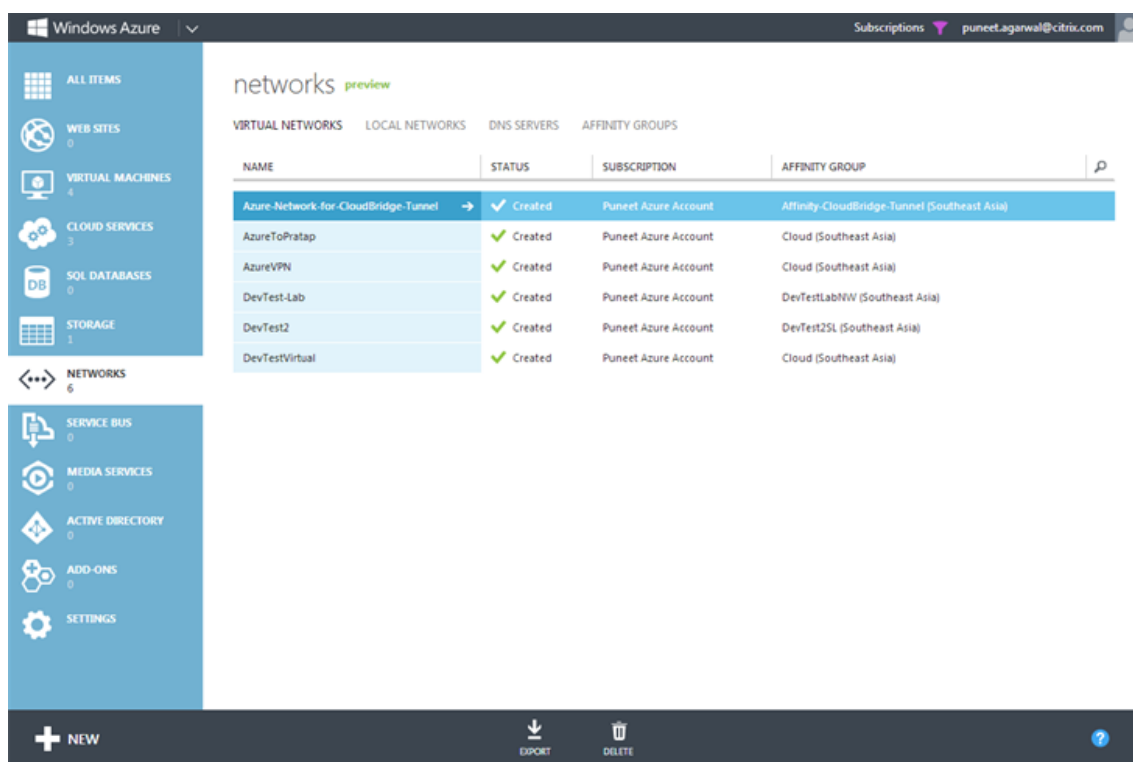 Windows Azure
Subscriptions puneet.agarwal@citrix.com
ALL ITEMS
WEB SITES
0
VIRTUAL MACHINES
4
CLOUD SERVICES
3
SQL DATABASES
0
DB
STORAGE
1
NETWORKS
6
SERVICE BUS
0
MEDIA SERVICES
0
ACTIVE DIRECTORY
0
ADD-ONS
0
SETTINGS
networks preview
VIRTUAL NETWORKS LOCAL NETWORKS DNS SERVERS AFFINITY GROUPS
NAME STATUS SUBSCRIPTION AFFINITY GROUP
Azure-Network-for-CloudBridge-Tunnel Created Puneet Azure Account Affinity-CloudBridge-Tunnel (Southeast Asia)
AzureToPratap Created Puneet Azure Account Cloud (Southeast Asia)
AzureVPN Created Puneet Azure Account Cloud (Southeast Asia)
DevTest-Lab Created Puneet Azure Account DevTestLabNW (Southeast Asia)
DevTest2 Created Puneet Azure Account DevTest2SL (Southeast Asia)
DevTestVirtual Created Puneet Azure Account Cloud (Southeast Asia)
NEW
EXPORT DELETE
?